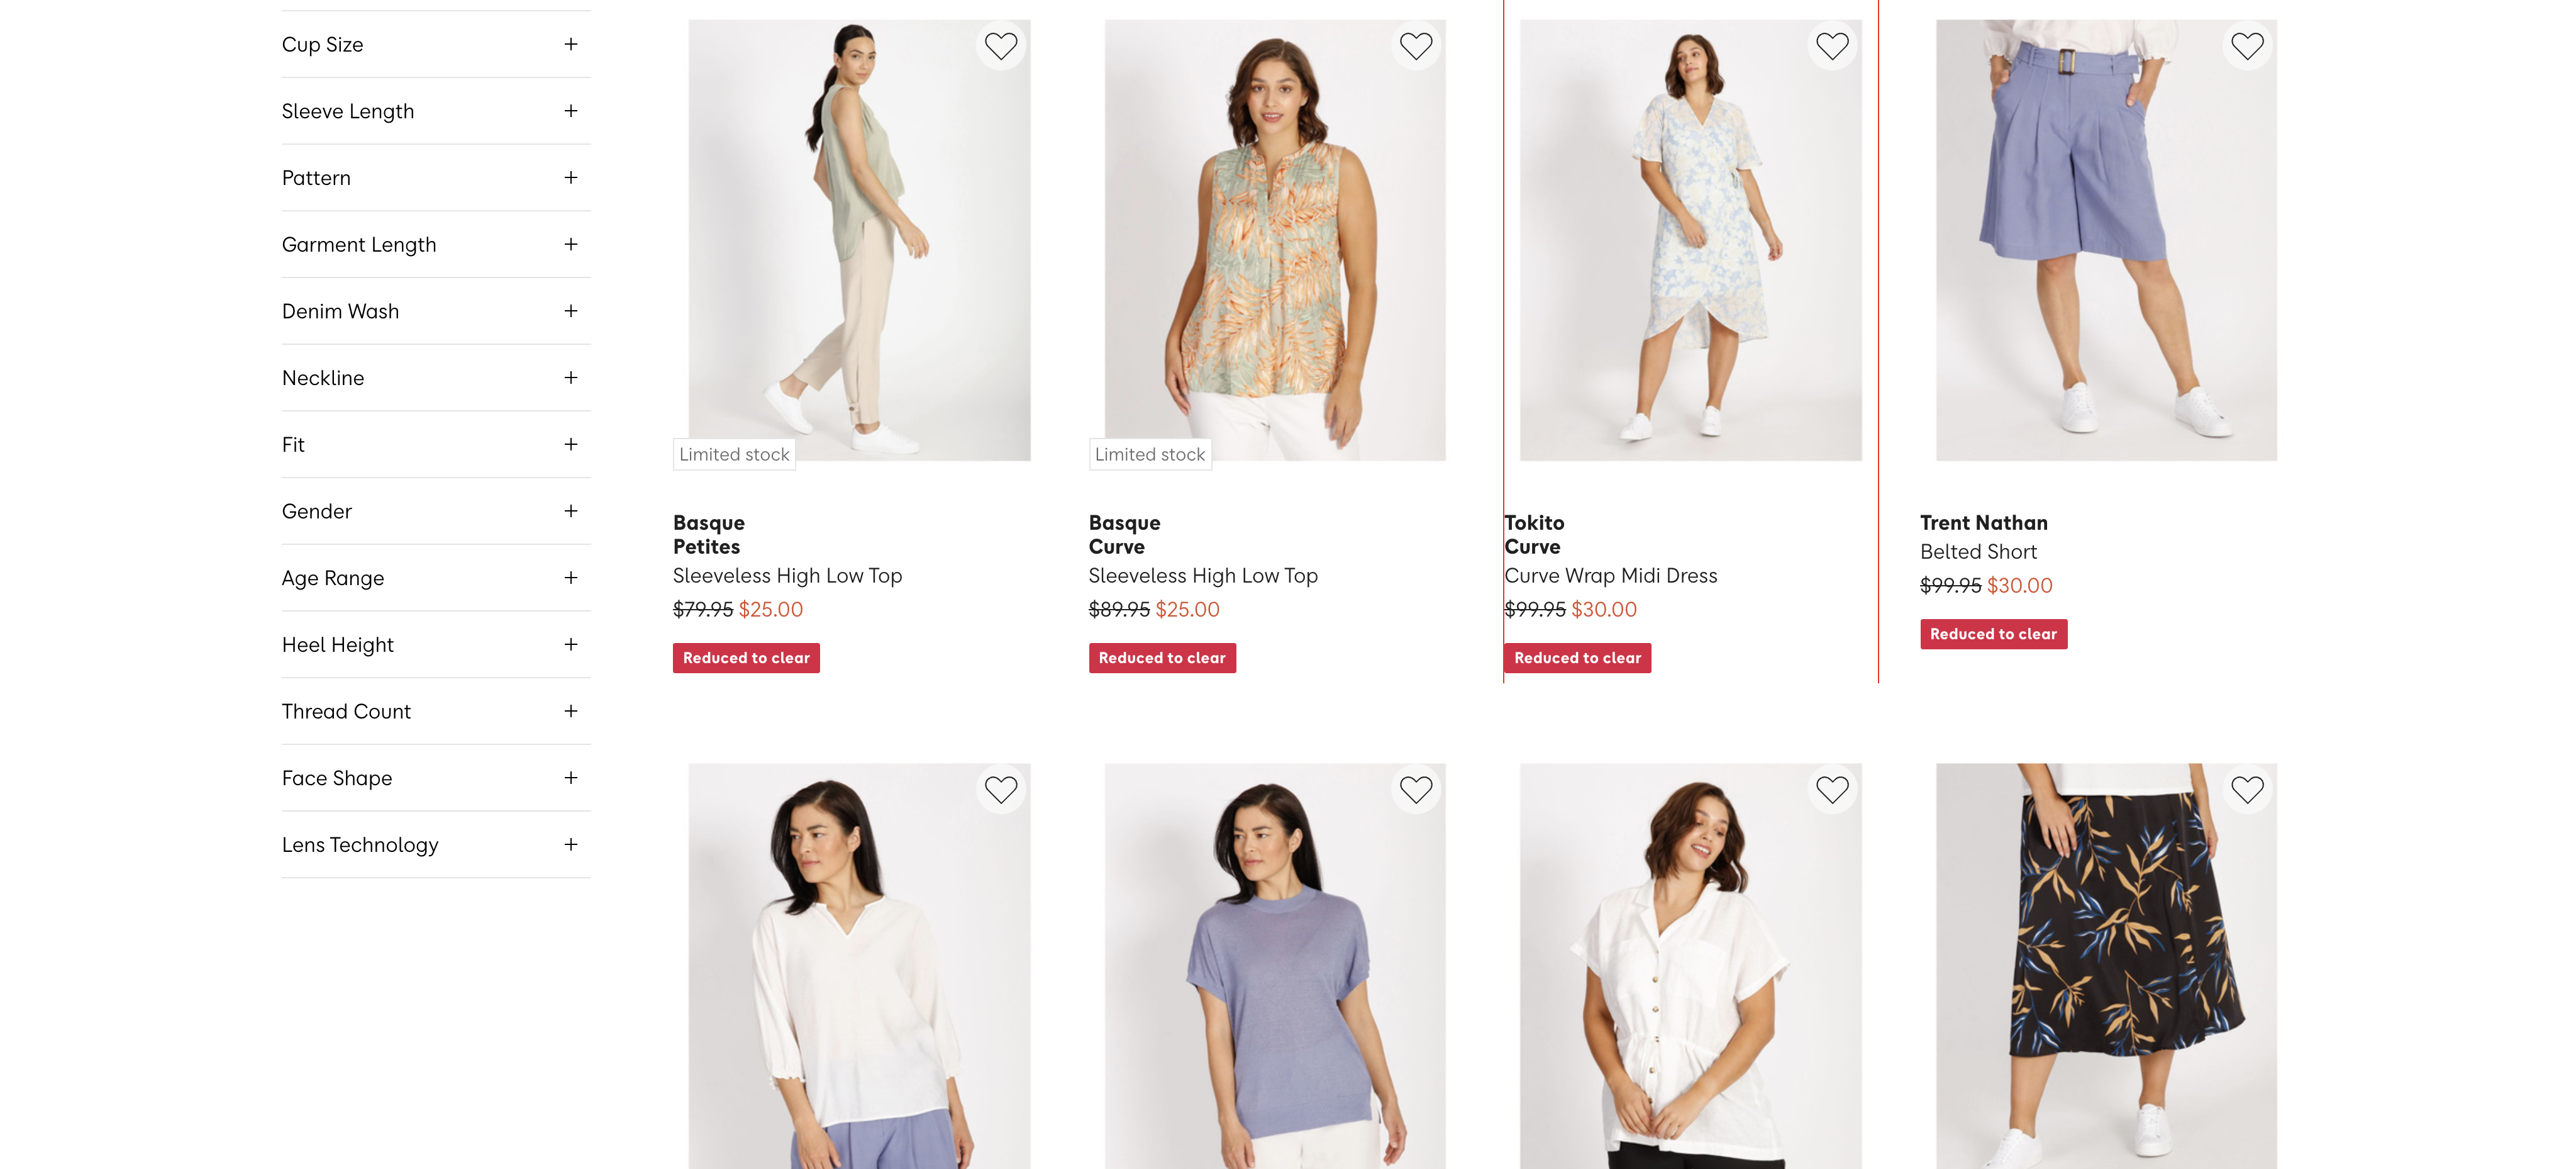 Cup Size
Sleeve Length
Pattern
Garment Length
Denim Wash
Neckline
Fit
Gender
Age Range
Heel Height
Thread Count
Face Shape
Lens Technology
Limited stock
Basque
Petites
Sleeveless High Low Top
$79.95 $25.00
Reduced to clear
Limited stock
Basque
Curve
Sleeveless High Low Top
$89.95 $25.00
Reduced to clear
Tokito
Curve
Curve Wrap Midi Dress
$99.95 $30.00
Reduced to clear
Trent Nathan
Belted Short
$99.95 $30.00
Reduced to clear